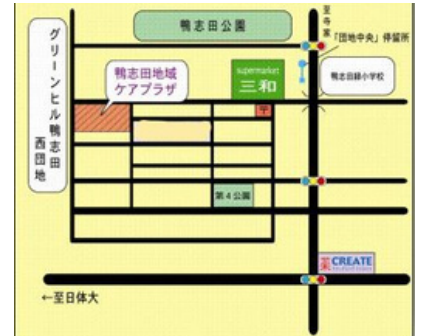 鴨志田公園
至寺家
「団地中央」停留所
グリーンヒル鴨志田
西団地
鴨志田地域
ケアプラザ
supermarket
三和
鴨志田緑小学校
〒
第4公園
薬 CREATE
←至日体大